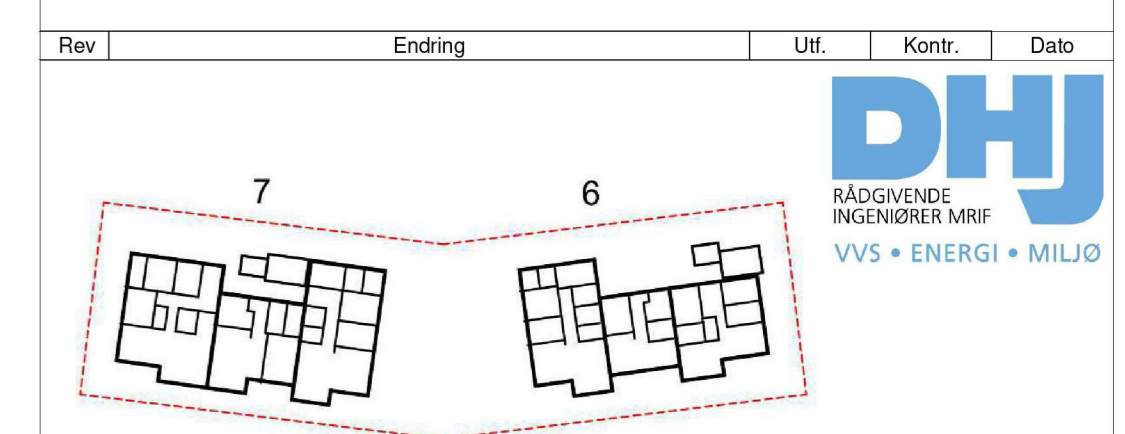 Rev Endring Utf. Kontr. Dato
DHJ
7 6
RÅDGIVENDE
INGENIØRER MRIF
VVS • ENERGI • MILJØ